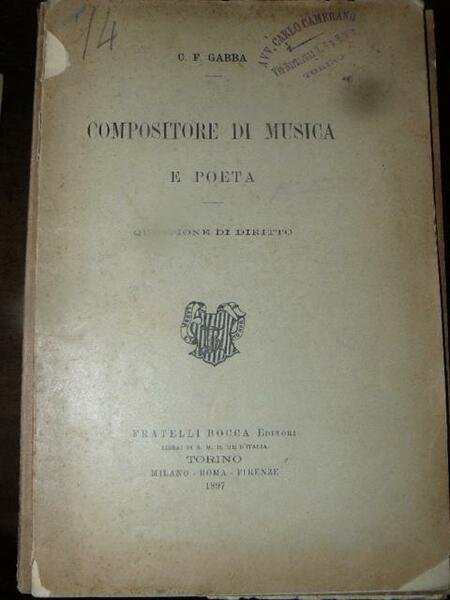 14
AVV. CARLO CAMERANO
TORINO
C. F. GABBA
COMPOSITORE DI MUSICA
E POETA
QUESTIONE DI DIRITTO
FRATELLI BOCCA EDITORI
LIBRAI DI S. M. IL RE D'ITALIA
TORINO
MILANO - ROMA - FIRENZE
1897